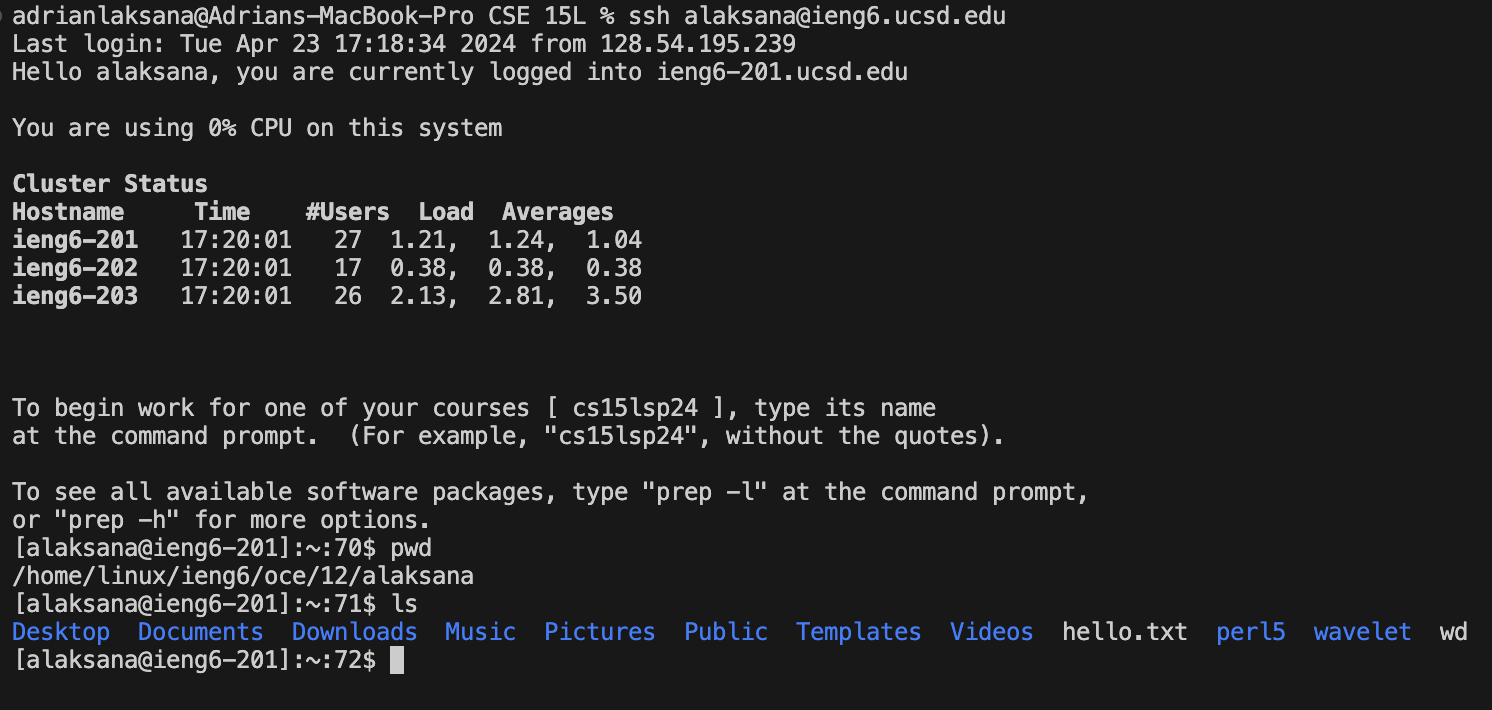 adrianlaksana@Adrians-MacBook-Pro CSE 15L % ssh alaksana@ieng6.ucsd.edu
Last login: Tue Apr 23 17:18:34 2024 from 128.54.195.239
Hello alaksana, you are currently logged into ieng6-201.ucsd.edu
You are using 0% CPU on this system
Cluster Status
Hostname     Time    #Users  Load  Averages
ieng6-201   17:20:01   27  1.21,  1.24,  1.04
ieng6-202   17:20:01   17  0.38,  0.38,  0.38
ieng6-203   17:20:01   26  2.13,  2.81,  3.50
To begin work for one of your courses [ cs15lsp24 ], type its name
at the command prompt.  (For example, "cs15lsp24", without the quotes).
To see all available software packages, type "prep -l" at the command prompt,
or "prep -h" for more options.
[alaksana@ieng6-201]:~:70$ pwd
/home/linux/ieng6/oce/12/alaksana
[alaksana@ieng6-201]:~:71$ ls
Desktop  Documents  Downloads  Music  Pictures  Public  Templates  Videos  hello.txt  perl5  wavelet  wd
[alaksana@ieng6-201]:~:72$